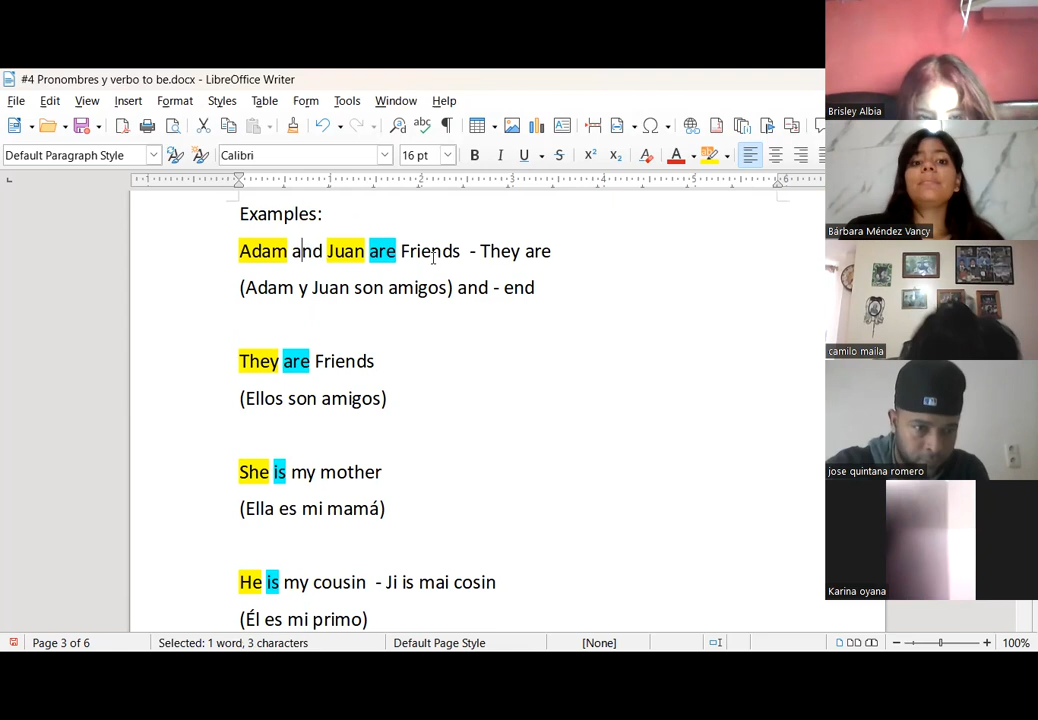 #4 Pronombres y verbo to be.docx - LibreOffice Writer
File Edit View Insert Format Styles Table Form Tools Window Help
Default Paragraph Style Calibri 16 pt
Examples:
Adam and Juan are Friends - They are
(Adam y Juan son amigos) and - end
They are Friends
(Ellos son amigos)
She is my mother
(Ella es mi mamá)
He is my cousin - Ji is mai cosin
(Él es mi primo)
Page 3 of 6 Selected: 1 word, 3 characters Default Page Style [None] 100%
Brisley Albia
Bárbara Méndez Vancy
camilo maila
jose quintana romero
Karina oyana